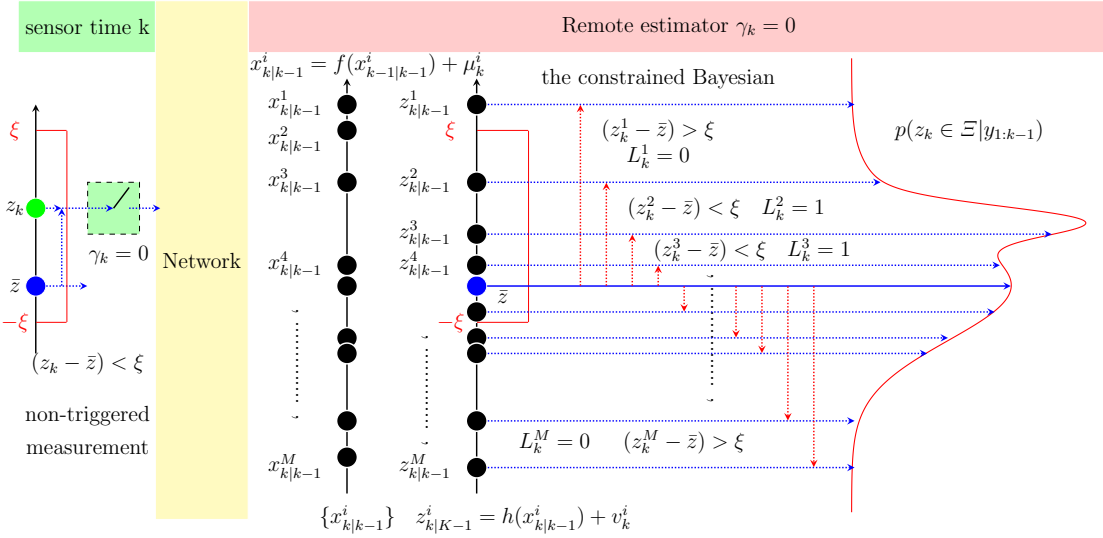 sensor time k
Remote estimator γ_k = 0
x^i_{k|k-1} = f(x^i_{k-1|k-1}) + μ^i_k
the constrained Bayesian
x^1_{k|k-1}
z^1_{k|k-1}
ξ
x^2_{k|k-1}
ξ
(z^1_k − z̄) > ξ
p(z_k ∈ Ξ|y_{1:k-1})
L^1_k = 0
x^3_{k|k-1}
z^2_{k|k-1}
z_k
(z^2_k − z̄) < ξ L^2_k = 1
z^3_{k|k-1}
γ_k = 0
(z^3_k − z̄) < ξ L^3_k = 1
Network
x^4_{k|k-1}
z^4_{k|k-1}
z̄
z̄
−ξ
−ξ
(z_k − z̄) < ξ
non-triggered
measurement
L^M_k = 0 (z^M_k − z̄) > ξ
x^M_{k|k-1}
z^M_{k|k-1}
{x^i_{k|k-1}}
z^i_{k|K-1} = h(x^i_{k|k-1}) + v^i_k